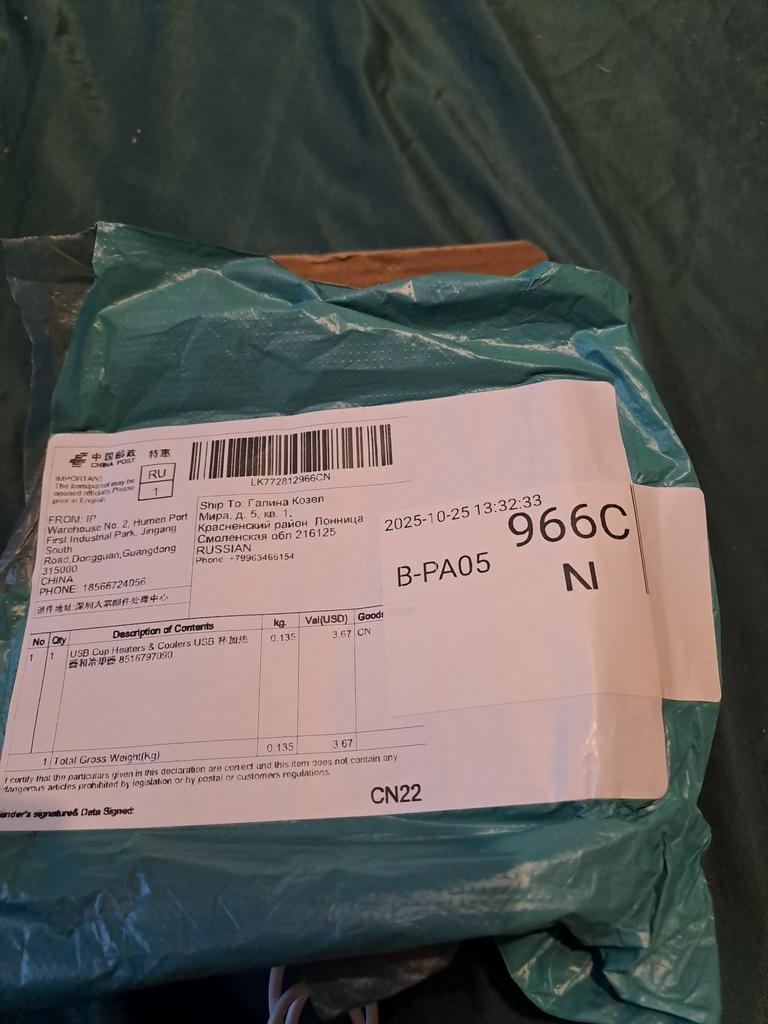 中国邮政 特惠
CHINA POST
IMPORTANT:
The item/parcel may be
opened officially.Please
print in English
RU
1
LK772812966CN
FROM: IP
Warehouse No. 2, Humen Port
First Industrial Park, Jingang
South
Road,Dongguan,Guangdong
315000
CHINA
PHONE: 18566724056
退件地址:深圳人索邮件处理中心
Ship To: Галина Козел
Мира, д. 5, кв. 1,
Красненский район Лонница
Смоленская обл 216125
RUSSIAN
Phone: +79963466154
2025-10-25 13:32:33
966C
B-PA05
N
No Qty Description of Contents kg. Val(USD) Goods
1 1 USB Cup Heaters & Coolers USB 杯加热 0.135 3.67 CN
器和冷却器 8516797090
1 Total Gross Weight(Kg) 0.135 3.67
I certify that the particulars given in this declaration are correct and this item does not contain any
dangerous articles prohibited by legislation or by postal or customers regulations.
ender's signature& Data Signed:
CN22